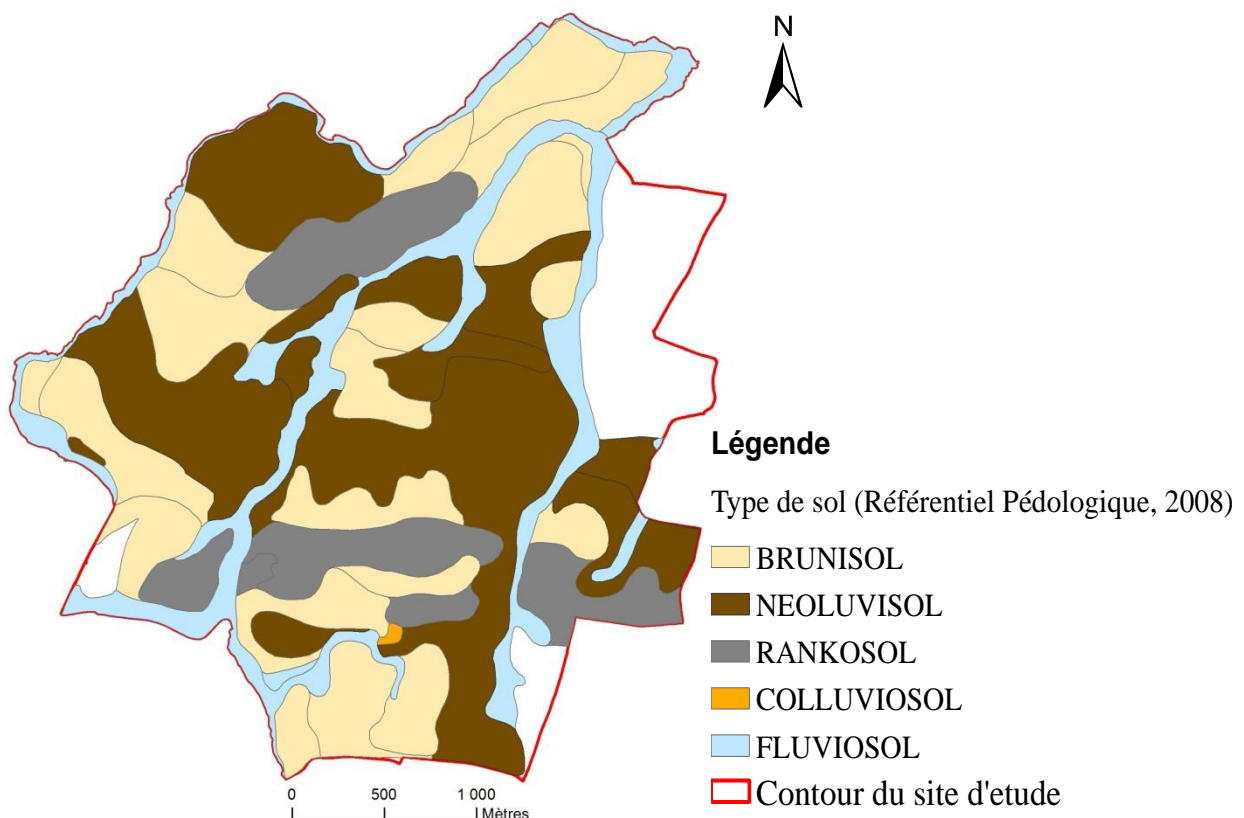 N
Légende
Type de sol (Référentiel Pédologique, 2008)
BRUNISOL
NEOLUVISOL
RANKOSOL
COLLUVIOSOL
FLUVIOSOL
Contour du site d'etude
0 500 1 000
Mètres